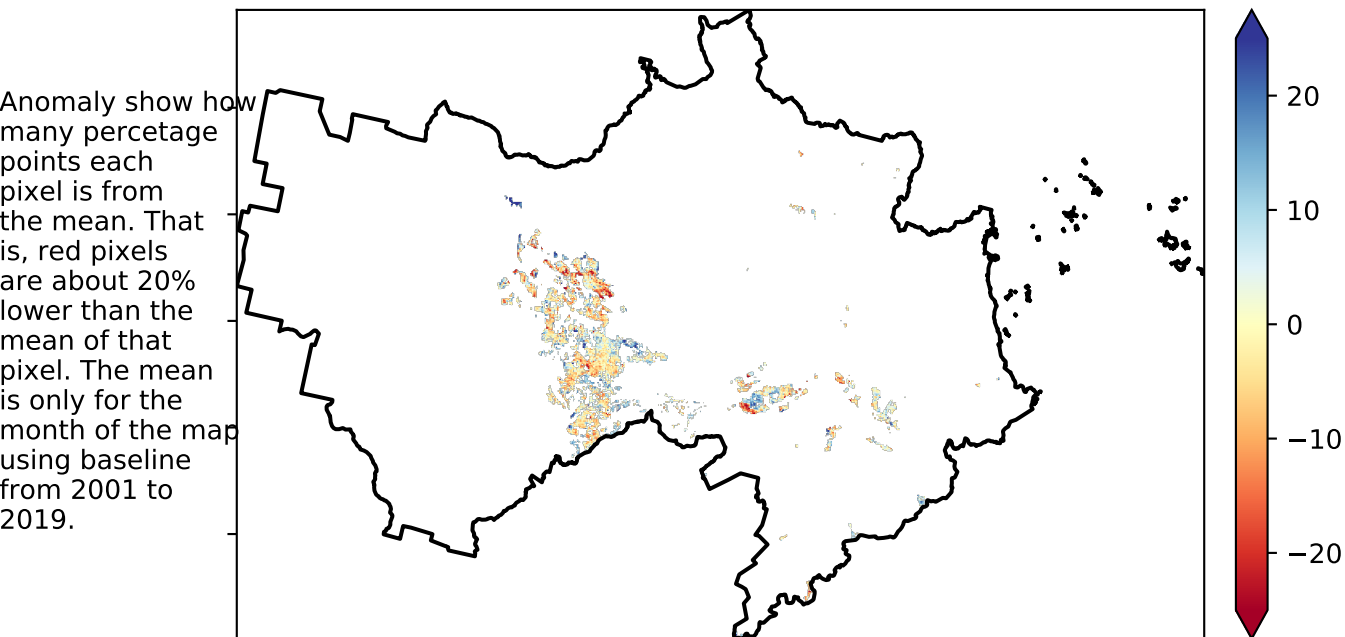 Anomaly show how
many percetage
points each
pixel is from
the mean. That
is, red pixels
are about 20%
lower than the
mean of that
pixel. The mean
is only for the
month of the map
using baseline
from 2001 to
2019.
20
10
0
−10
−20